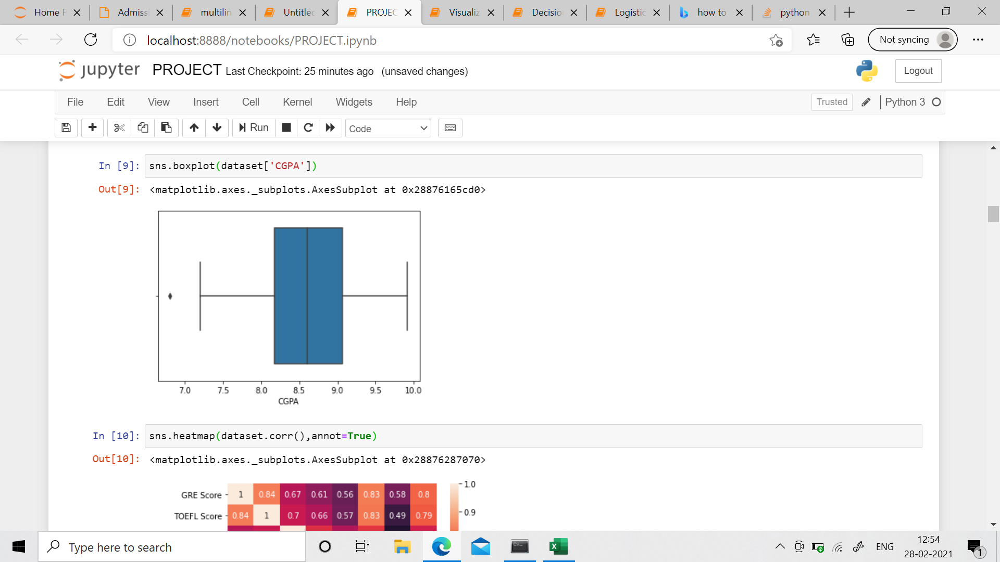 Home P Admiss multilin Untitled PROJEC Visualiz Decisio Logistic how to python
localhost:8888/notebooks/PROJECT.ipynb Not syncing
jupyter PROJECT Last Checkpoint: 25 minutes ago (unsaved changes) Logout
File Edit View Insert Cell Kernel Widgets Help Trusted Python 3
Run Code
In [9]: sns.boxplot(dataset['CGPA'])
Out[9]: <matplotlib.axes._subplots.AxesSubplot at 0x28876165cd0>
7.0 7.5 8.0 8.5 9.0 9.5 10.0
CGPA
In [10]: sns.heatmap(dataset.corr(),annot=True)
Out[10]: <matplotlib.axes._subplots.AxesSubplot at 0x28876287070>
GRE Score 1 0.84 0.67 0.61 0.56 0.83 0.58 0.8 1.0
TOEFL Score 0.84 1 0.7 0.66 0.57 0.83 0.49 0.79 0.9
Type here to search ENG 12:54
28-02-2021 1